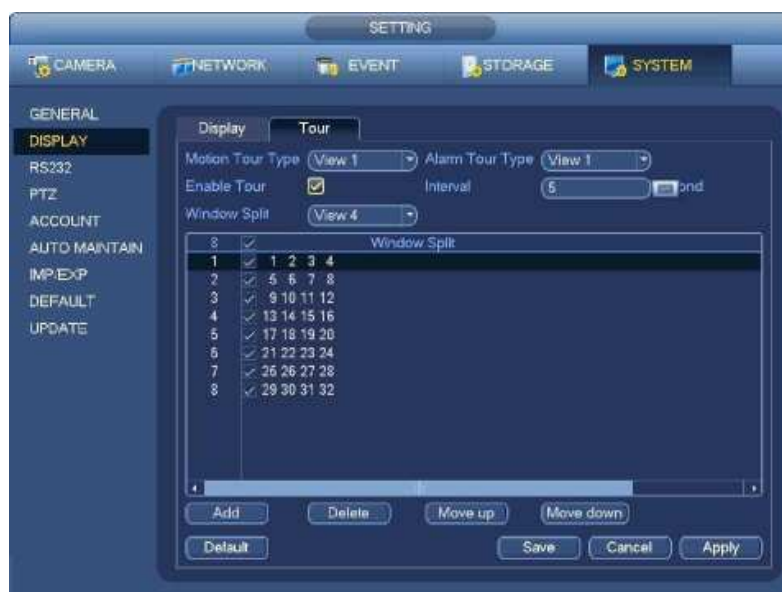 SETTING
CAMERA NETWORK EVENT STORAGE SYSTEM
GENERAL
DISPLAY
RS232
PTZ
ACCOUNT
AUTO MAINTAIN
IMP/EXP
DEFAULT
UPDATE
Display Tour
Motion Tour Type View 1 Alarm Tour Type View 1
Enable Tour Interval 5 ond
Window Split View 4
8 Window Split
1 1 2 3 4
2 5 6 7 8
3 9 10 11 12
4 13 14 15 16
5 17 18 19 20
6 21 22 23 24
7 25 26 27 28
8 29 30 31 32
Add Delete Move up Move down
Default Save Cancel Apply